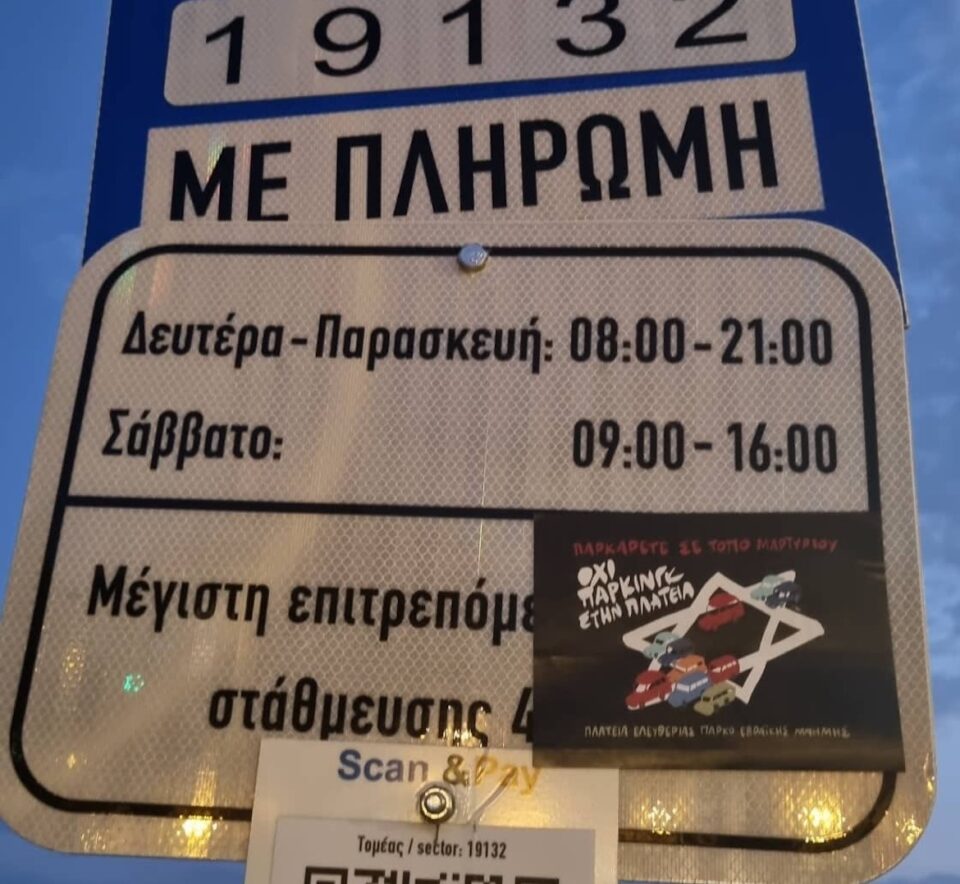 19132
ΜΕ ΠΛΗΡΩΜΗ
Δευτέρα-Παρασκευή: 08:00-21:00
Σάββατο: 09:00-16:00
Μέγιστη επιτρεπόμε
στάθμευσης 4
ΠΑΡΚΑΡΕΤΕ ΣΕ ΤΟΠΟ ΜΑΡΤΥΡΙΟΥ
ΟΧΙ
ΠΑΡΚΙΝΓΚ
ΣΤΗΝ ΠΛΑΤΕΙΑ
ΠΛΑΤΕΙΑ ΕΛΕΥΘΕΡΙΑΣ ΠΑΡΚΟ ΕΒΡΑΪΚΗΣ ΜΝΗΜΗΣ
Scan & Pay
Τομέας / sector: 19132